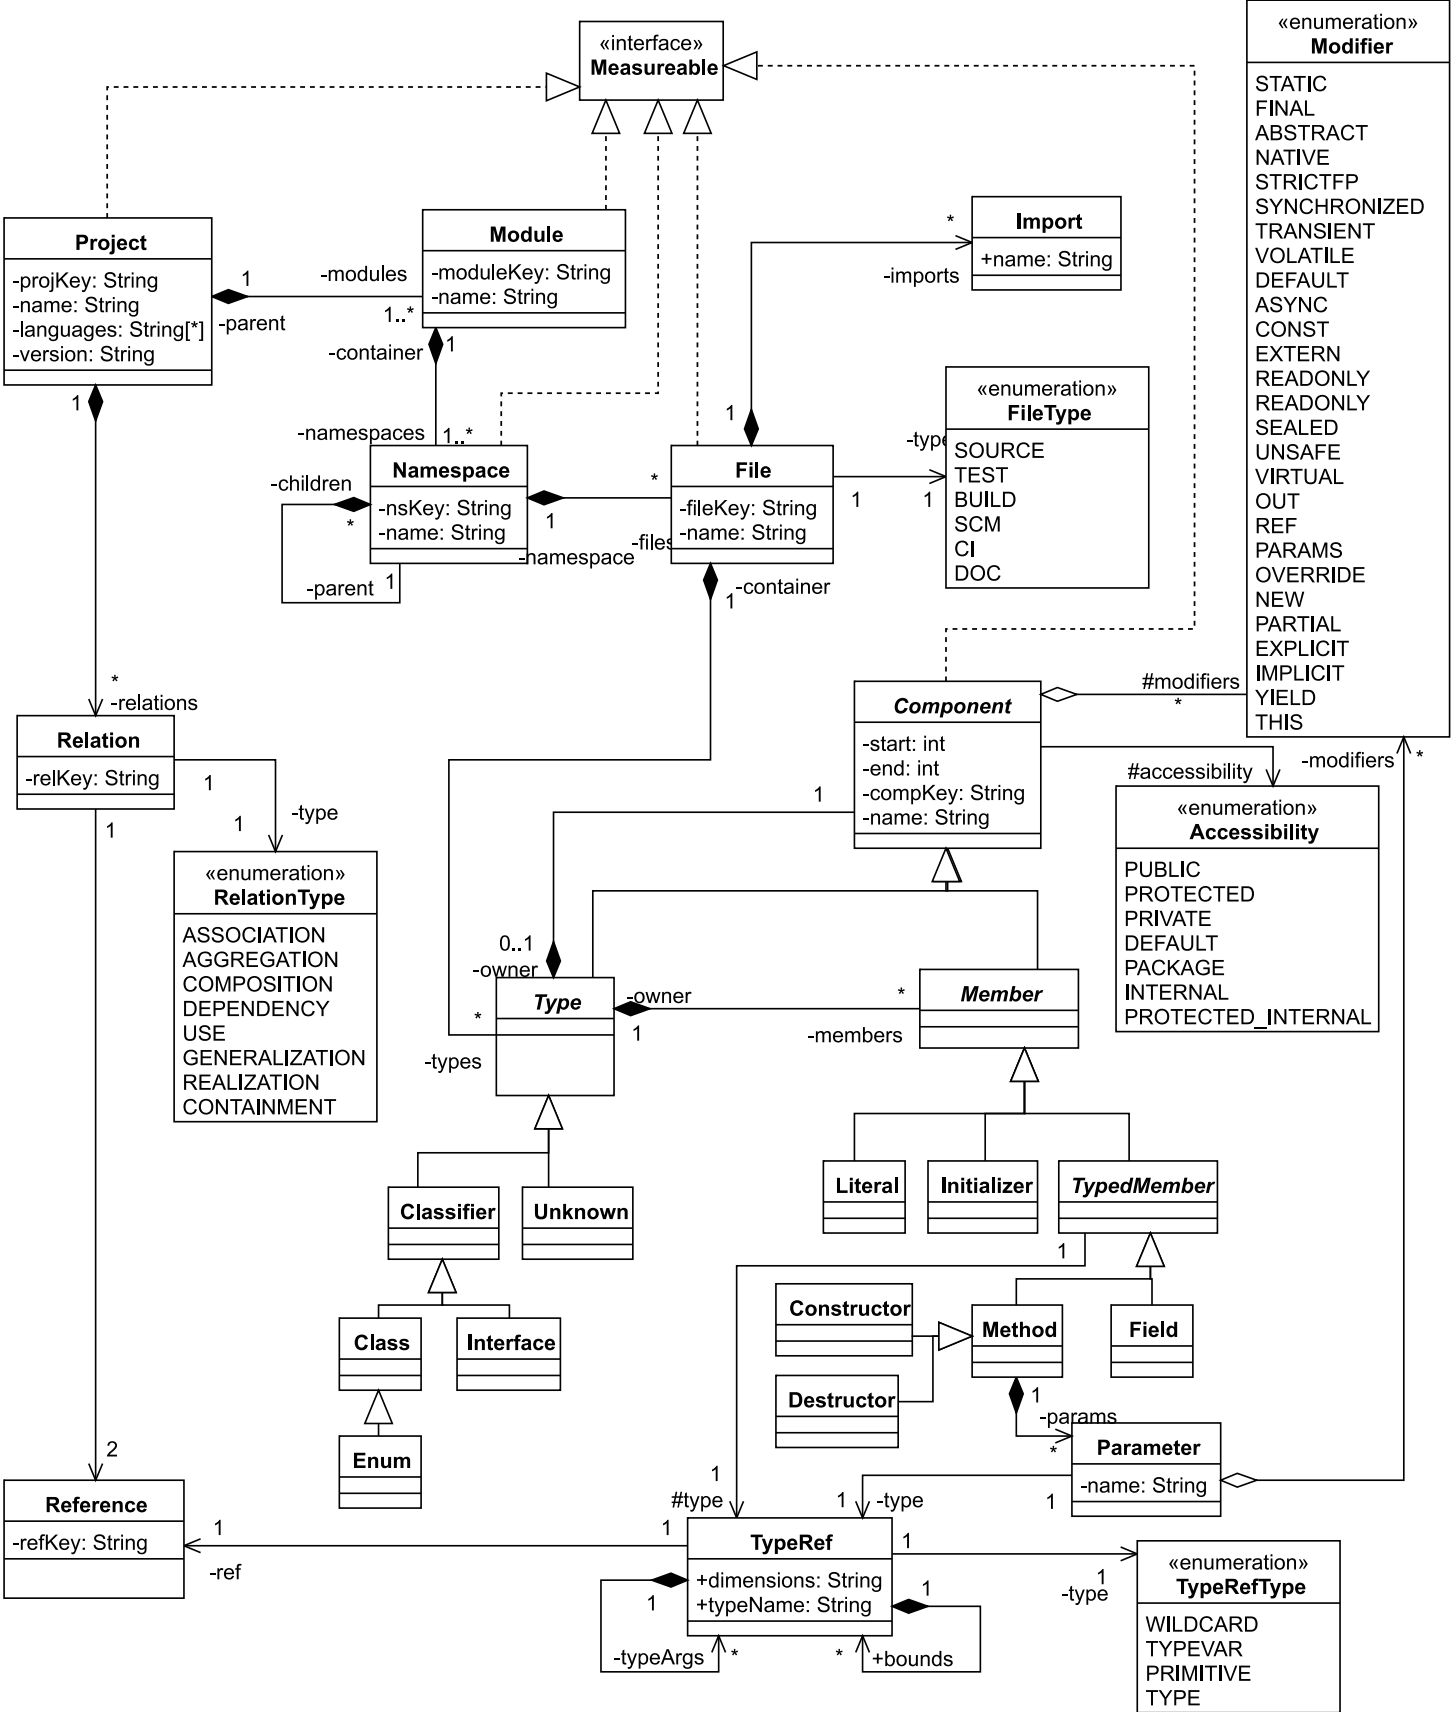 «interface»
Measureable
«enumeration»
Modifier
STATIC
FINAL
ABSTRACT
NATIVE
STRICTFP
SYNCHRONIZED
TRANSIENT
VOLATILE
DEFAULT
ASYNC
CONST
EXTERN
READONLY
READONLY
SEALED
UNSAFE
VIRTUAL
OUT
REF
PARAMS
OVERRIDE
NEW
PARTIAL
EXPLICIT
IMPLICIT
YIELD
THIS
Project
-projKey: String
-name: String
-languages: String[*]
-version: String
1
-parent
-modules
1..*
Module
-moduleKey: String
-name: String
-container
1
-namespaces
1..*
*
-imports
Import
+name: String
1
*
-relations
Namespace
-nsKey: String
-name: String
-children
*
-parent
1
1
-namespace
*
-files
File
-fileKey: String
-name: String
1
1
-type
1
«enumeration»
FileType
SOURCE
TEST
BUILD
SCM
CI
DOC
-container
1
Relation
-relKey: String
1
1
-type
1
«enumeration»
RelationType
ASSOCIATION
AGGREGATION
COMPOSITION
DEPENDENCY
USE
GENERALIZATION
REALIZATION
CONTAINMENT
Component
-start: int
-end: int
-compKey: String
-name: String
#modifiers
*
#accessibility
-modifiers
*
1
«enumeration»
Accessibility
PUBLIC
PROTECTED
PRIVATE
DEFAULT
PACKAGE
INTERNAL
PROTECTED_INTERNAL
0..1
-owner
*
-types
Type
-owner
1
*
-members
Member
Classifier
Unknown
Class
Interface
Enum
Literal
Initializer
TypedMember
1
Constructor
Destructor
Method
Field
1
-params
*
Parameter
-name: String
2
Reference
-refKey: String
1
-ref
1
1
#type
1
-type
1
TypeRef
+dimensions: String
+typeName: String
1
-typeArgs
*
1
*
+bounds
1
1
-type
«enumeration»
TypeRefType
WILDCARD
TYPEVAR
PRIMITIVE
TYPE